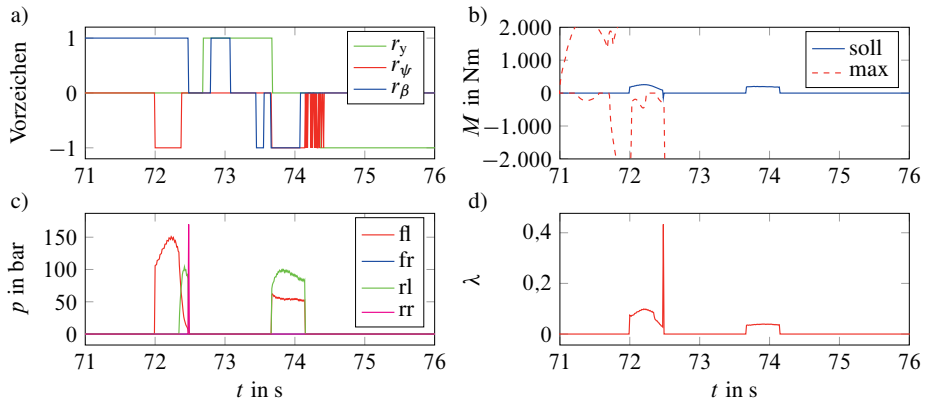 a)
Vorzeichen
1
0
−1
r_y
r_ψ
r_β
71 72 73 74 75 76
b)
M in Nm
2.000
1.000
0
−1.000
−2.000
soll
max
71 72 73 74 75 76
c)
p in bar
150
100
50
0
fl
fr
rl
rr
71 72 73 74 75 76
t in s
d)
λ
0,4
0,2
0
71 72 73 74 75 76
t in s